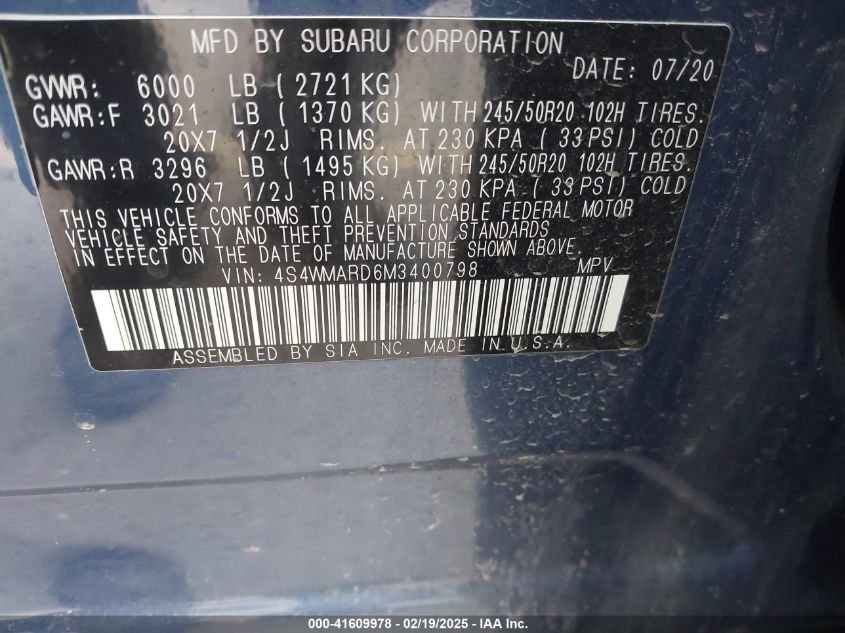 MFD BY SUBARU CORPORATION
DATE: 07/20
GVWR: 6000 LB ( 2721 KG)
GAWR:F 3021 LB ( 1370 KG) WITH 245/50R20 102H TIRES.
20X7 1/2J RIMS. AT 230 KPA ( 33 PSI) COLD
GAWR:R 3296 LB ( 1495 KG) WITH 245/50R20 102H TIRES.
20X7 1/2J RIMS. AT 230 KPA ( 33 PSI) COLD
THIS VEHICLE CONFORMS TO ALL APPLICABLE FEDERAL MOTOR
VEHICLE SAFETY AND THEFT PREVENTION STANDARDS
IN EFFECT ON THE DATE OF MANUFACTURE SHOWN ABOVE.
VIN: 4S4WMARD6M3400798 MPV
ASSEMBLED BY SIA INC. MADE IN U.S.A.
000-41609978 - 02/19/2025 - IAA Inc.